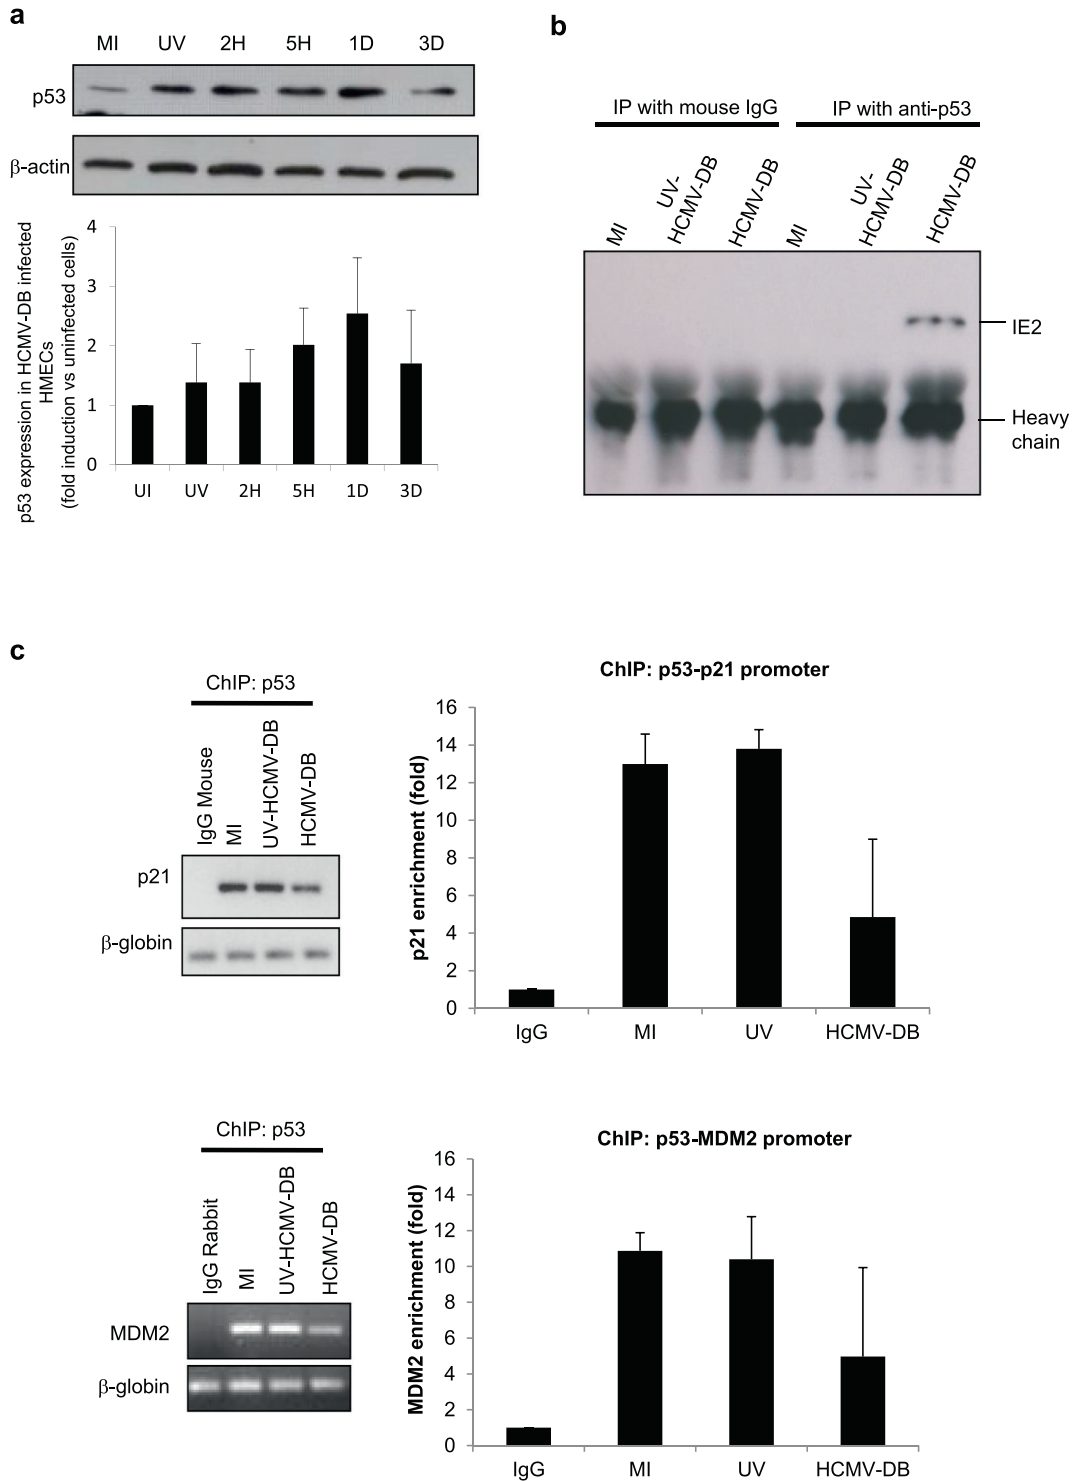 a
MI UV 2H 5H 1D 3D
p53
β-actin
p53 expression in HCMV-DB infected
HMECs
(fold induction vs uninfected cells)
4
3
2
1
0
UI UV 2H 5H 1D 3D
b
IP with mouse IgG IP with anti-p53
MI
UV-
HCMV-DB
HCMV-DB
MI
UV-
HCMV-DB
HCMV-DB
IE2
Heavy
chain
c
ChIP: p53
IgG Mouse
MI
UV-HCMV-DB
HCMV-DB
p21
β-globin
ChIP: p53-p21 promoter
p21 enrichment (fold)
16
14
12
10
8
6
4
2
0
IgG MI UV HCMV-DB
ChIP: p53
IgG Rabbit
MI
UV-HCMV-DB
HCMV-DB
MDM2
β-globin
ChIP: p53-MDM2 promoter
MDM2 enrichment (fold)
16
14
12
10
8
6
4
2
0
IgG MI UV HCMV-DB